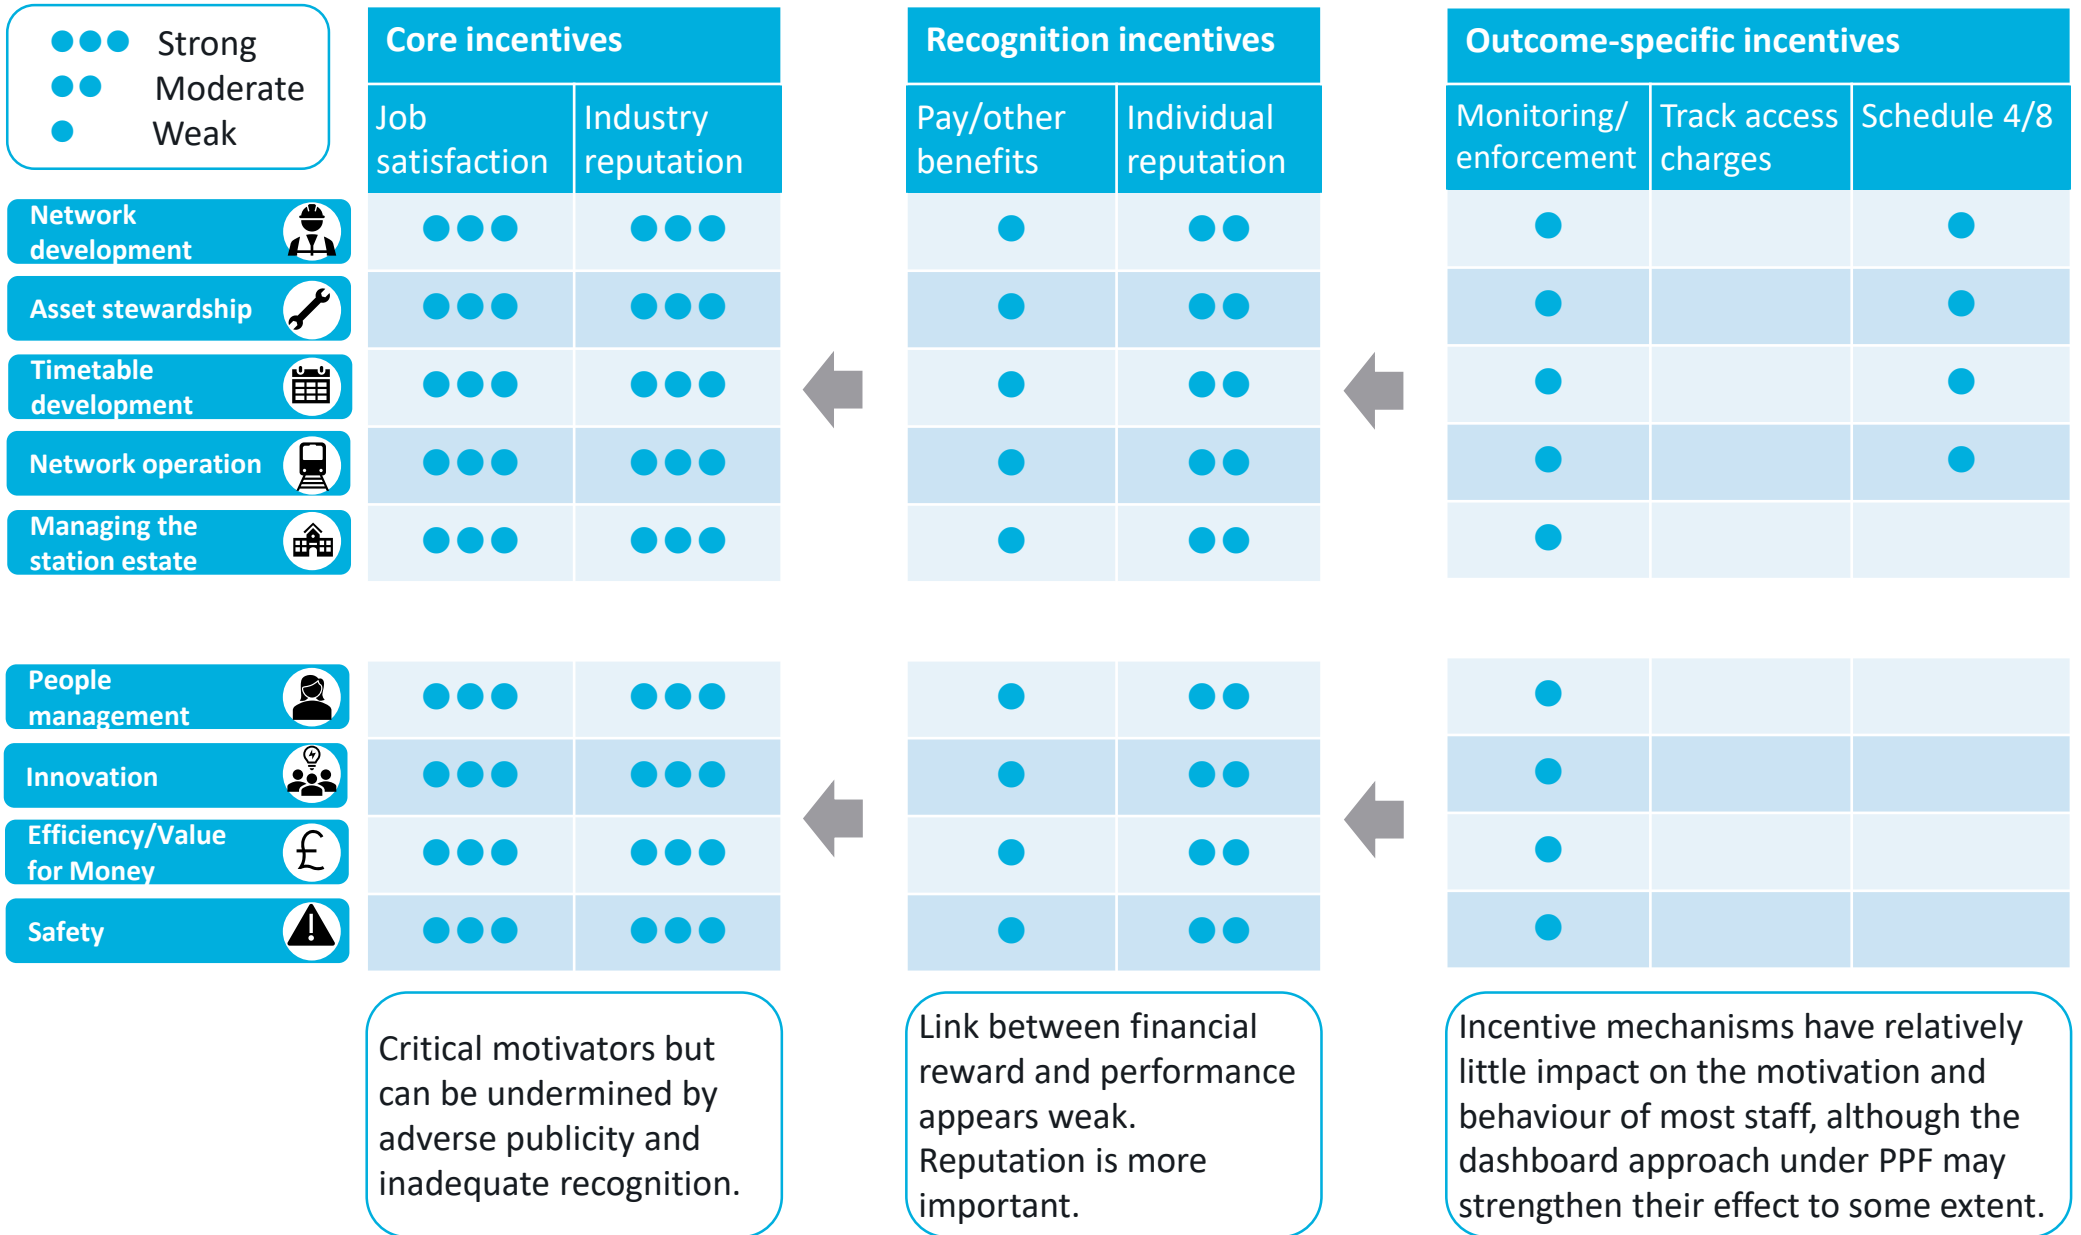 Strong
Moderate
Weak
Core incentives
Job
satisfaction
Industry
reputation
Recognition incentives
Pay/other
benefits
Individual
reputation
Outcome-specific incentives
Monitoring/
enforcement
Track access
charges
Schedule 4/8
Network
development
Asset stewardship
Timetable
development
Network operation
Managing the
station estate
People
management
Innovation
Efficiency/Value
for Money
£
Safety
Critical motivators but
can be undermined by
adverse publicity and
inadequate recognition.
Link between financial
reward and performance
appears weak.
Reputation is more
important.
Incentive mechanisms have relatively
little impact on the motivation and
behaviour of most staff, although the
dashboard approach under PPF may
strengthen their effect to some extent.